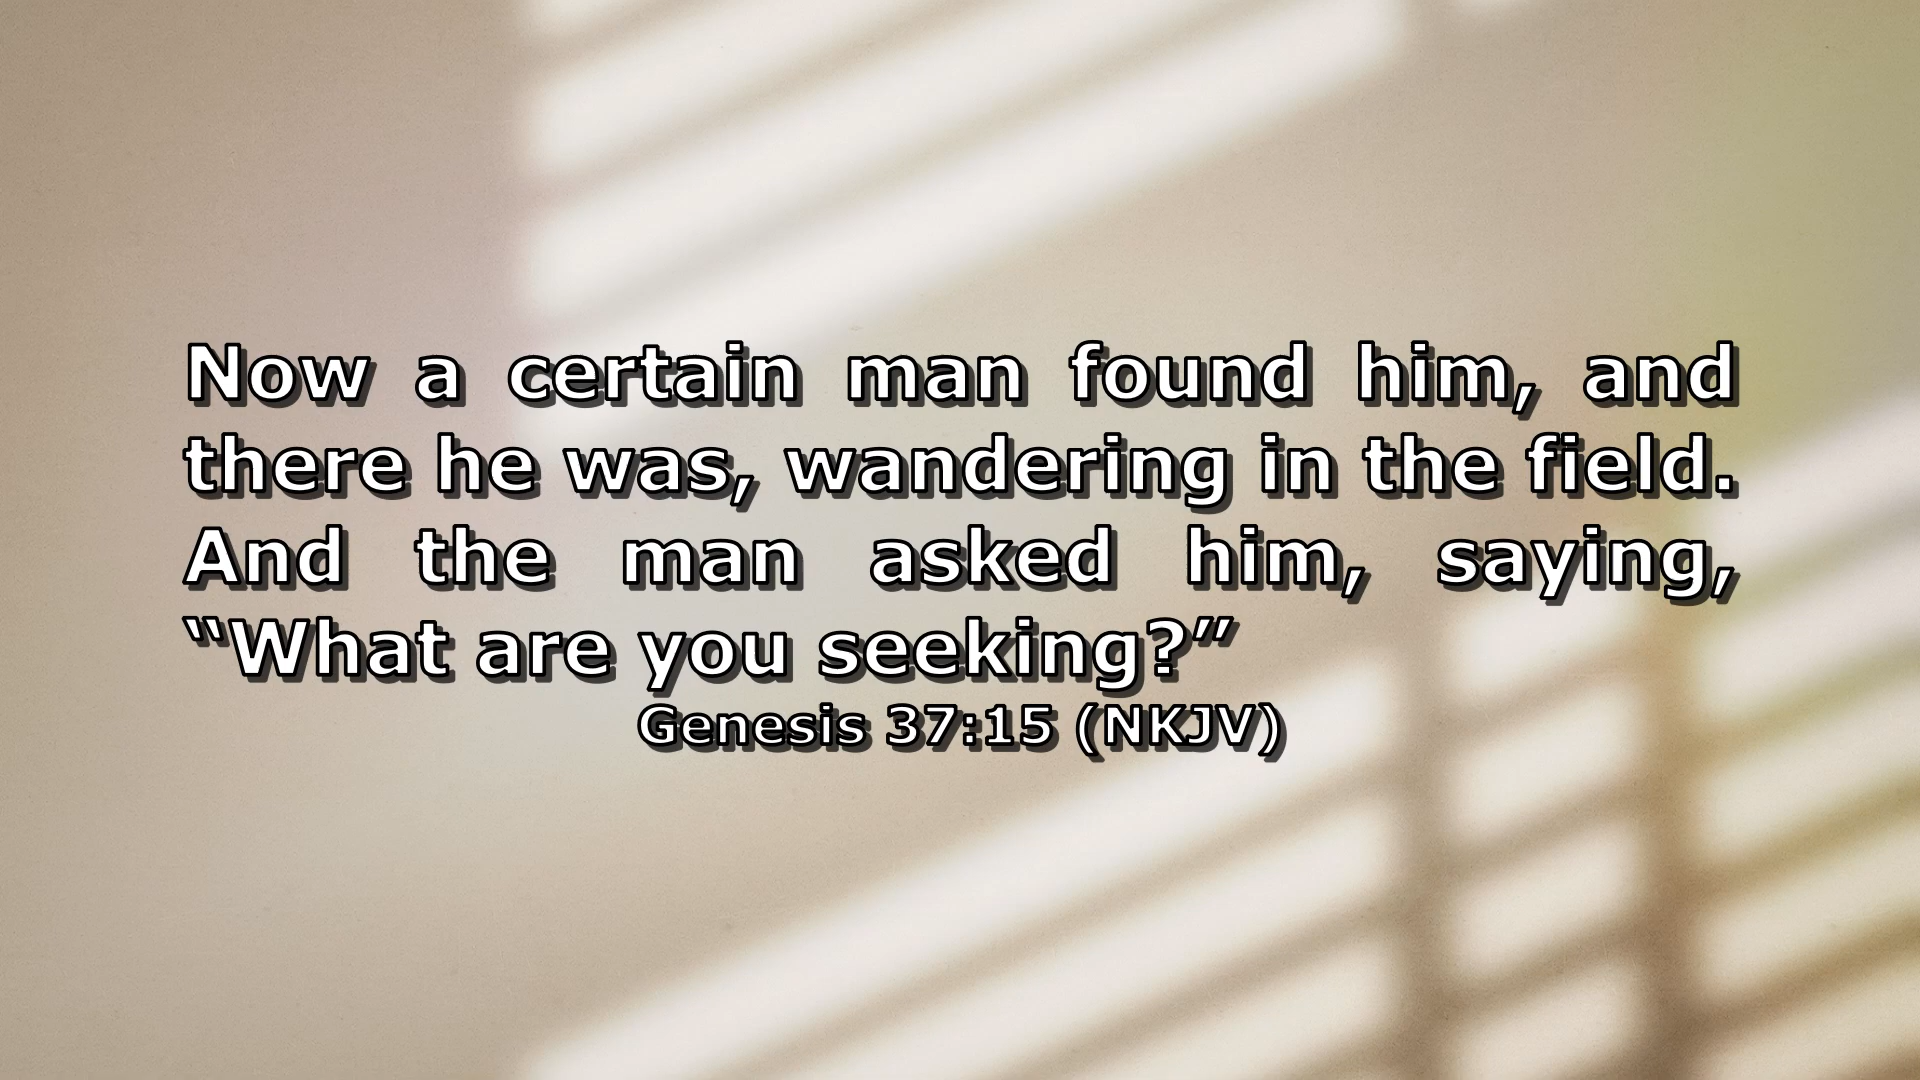 Now a certain man found him, and
there he was, wandering in the field.
And the man asked him, saying,
“What are you seeking?”
Genesis 37:15 (NKJV)